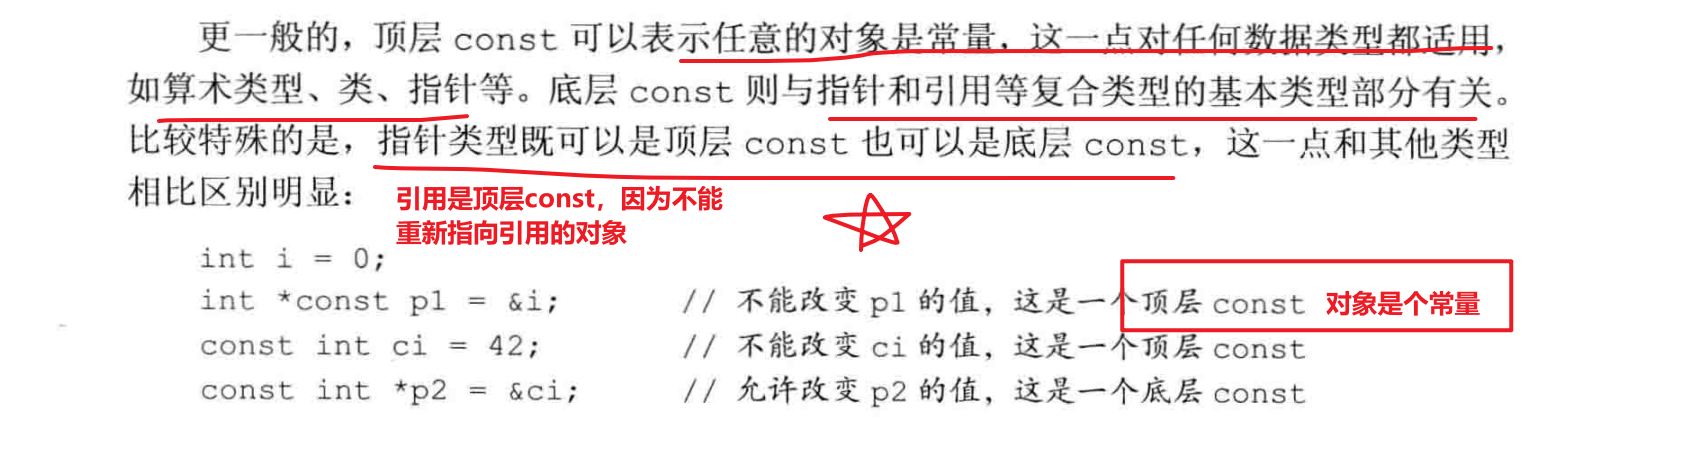 更一般的，顶层 const 可以表示任意的对象是常量，这一点对任何数据类型都适用，
如算术类型、类、指针等。底层 const 则与指针和引用等复合类型的基本类型部分有关。
比较特殊的是，指针类型既可以是顶层 const 也可以是底层 const，这一点和其他类型
相比区别明显：
引用是顶层const，因为不能
重新指向引用的对象
int i = 0;
int *const p1 = &i; // 不能改变 p1 的值，这是一个顶层 const 对象是个常量
const int ci = 42; // 不能改变 ci 的值，这是一个顶层 const
const int *p2 = &ci; // 允许改变 p2 的值，这是一个底层 const